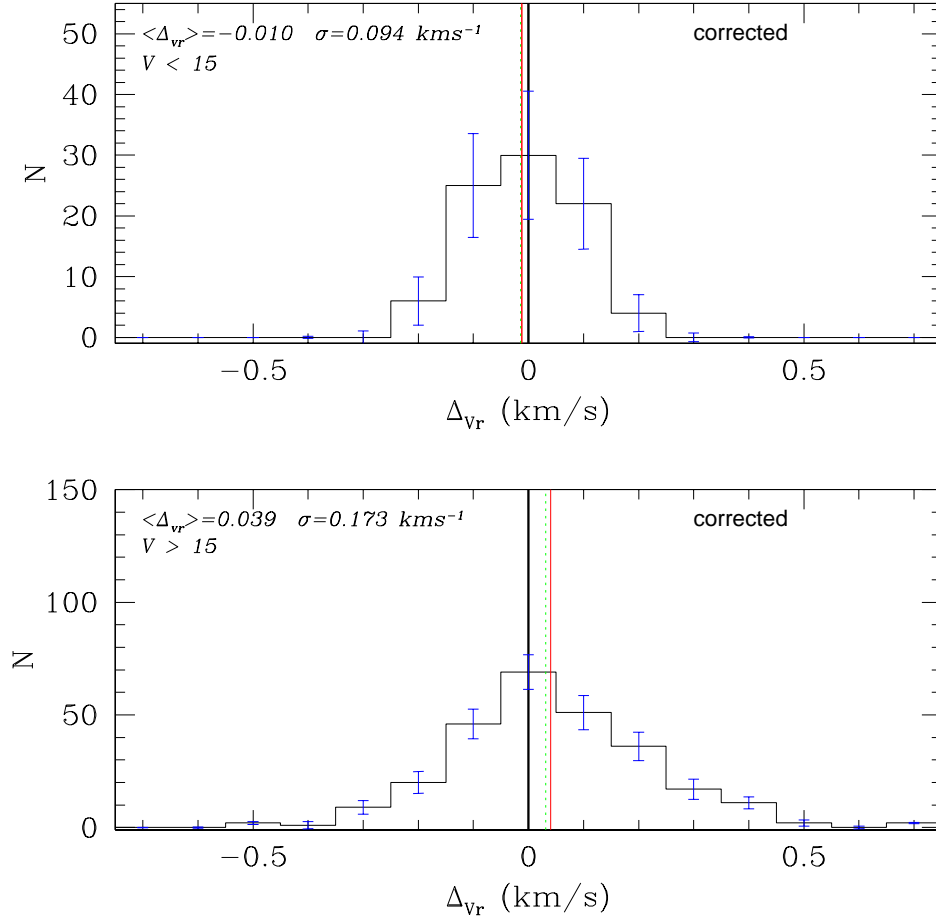 <Δvr>=−0.010 σ=0.094 kms−1 corrected
V < 15
50
40
30
20
10
0
N
−0.5 0 0.5
ΔVr (km/s)
<Δvr>=0.039 σ=0.173 kms−1 corrected
V > 15
150
100
50
0
N
−0.5 0 0.5
ΔVr (km/s)